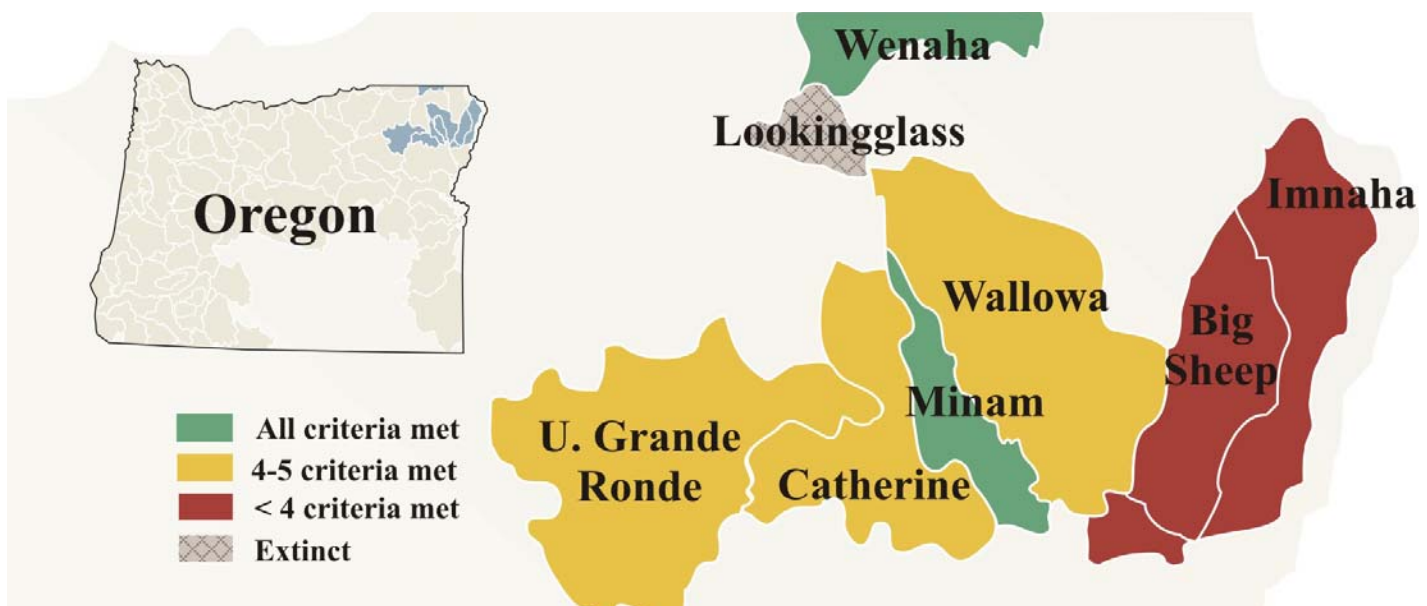 Wenaha
Lookingglass
Imnaha
Oregon
Wallowa
Big
Sheep
Minam
U. Grande
Ronde
Catherine
All criteria met
4-5 criteria met
< 4 criteria met
Extinct